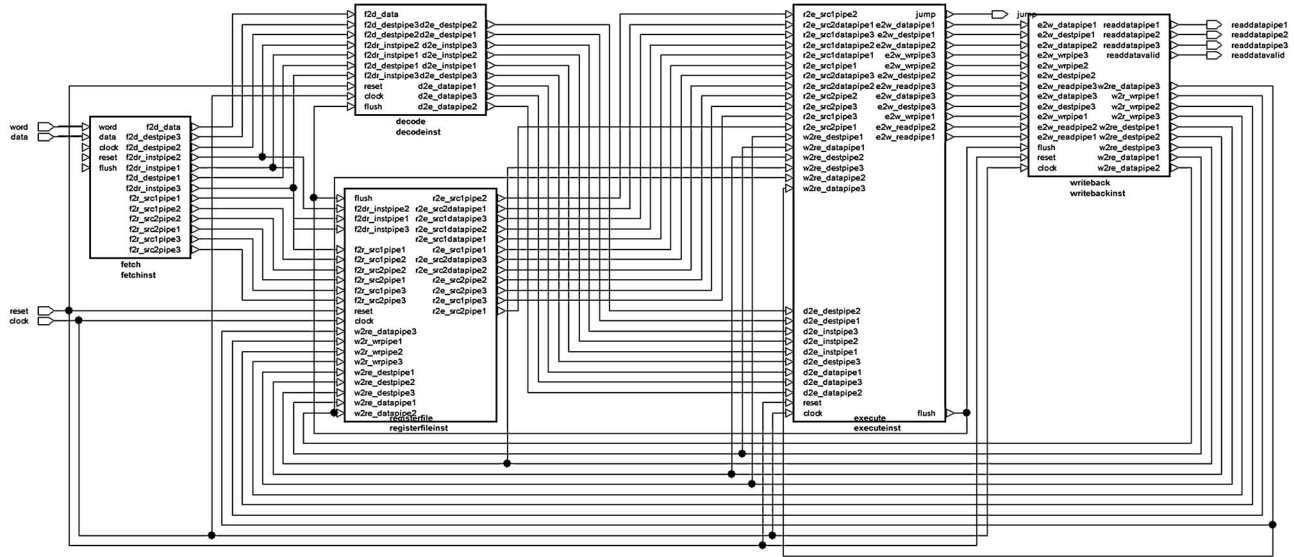 word
data
reset
clock
word f2d_data
data f2d_destpipe3
clock f2d_destpipe2
reset f2dr_instpipe2
flush f2dr_instpipe1
f2d_destpipe1
f2dr_instpipe3
f2r_src1pipe1
f2r_src1pipe2
f2r_src2pipe2
f2r_src2pipe1
f2r_src1pipe3
f2r_src2pipe3
fetch
fetchinst
f2d_data
f2d_destpipe3 d2e_destpipe2
f2d_destpipe2 d2e_destpipe1
f2dr_instpipe2 d2e_instpipe3
f2dr_instpipe1 d2e_instpipe2
f2d_destpipe1 d2e_instpipe1
f2dr_instpipe3 d2e_destpipe3
reset d2e_datapipe1
clock d2e_datapipe3
flush d2e_datapipe2
decode
decodeinst
flush r2e_src1pipe2
f2dr_instpipe2 r2e_src2datapipe1
f2dr_instpipe1 r2e_src1datapipe3
f2dr_instpipe3 r2e_src1datapipe2
r2e_src1datapipe1
f2r_src1pipe1 r2e_src1pipe1
f2r_src1pipe2 r2e_src2datapipe3
f2r_src2pipe2 r2e_src2datapipe2
f2r_src2pipe1 r2e_src2pipe2
f2r_src1pipe3 r2e_src2pipe3
f2r_src2pipe3 r2e_src1pipe3
reset r2e_src2pipe1
clock
w2re_datapipe3
w2r_wrpipe1
w2r_wrpipe2
w2r_wrpipe3
w2re_destpipe1
w2re_destpipe2
w2re_destpipe3
w2re_datapipe1
w2re_datapipe2
registerfile
registerfileinst
r2e_src1pipe2 jump
r2e_src2datapipe1 e2w_datapipe1
r2e_src1datapipe3 e2w_destpipe1
r2e_src1datapipe2 e2w_datapipe2
r2e_src1datapipe1 e2w_wrpipe3
r2e_src1pipe1 e2w_wrpipe2
r2e_src2datapipe3 e2w_destpipe2
r2e_src2datapipe2 e2w_readpipe3
r2e_src2pipe2 e2w_datapipe3
r2e_src2pipe3 e2w_destpipe3
r2e_src1pipe3 e2w_wrpipe1
r2e_src2pipe1 e2w_readpipe2
w2re_destpipe1 e2w_readpipe1
w2re_datapipe1
w2re_destpipe2
w2re_destpipe3
w2re_datapipe2
w2re_datapipe3
d2e_destpipe2
d2e_destpipe1
d2e_instpipe3
d2e_instpipe2
d2e_instpipe1
d2e_destpipe3
d2e_datapipe1
d2e_datapipe3
d2e_datapipe2
reset
clock flush
execute
executeinst
jump
e2w_datapipe1 readdatapipe1
e2w_destpipe1 readdatapipe2
e2w_datapipe2 readdatapipe3
e2w_wrpipe3 readdatavalid
e2w_wrpipe2
e2w_destpipe2
e2w_readpipe3 w2re_datapipe3
e2w_datapipe3 w2r_wrpipe1
e2w_destpipe3 w2r_wrpipe2
e2w_wrpipe1 w2r_wrpipe3
e2w_readpipe2 w2re_destpipe1
e2w_readpipe1 w2re_destpipe2
flush w2re_destpipe3
reset w2re_datapipe1
clock w2re_datapipe2
writeback
writebackinst
readdatapipe1
readdatapipe2
readdatapipe3
readdatavalid